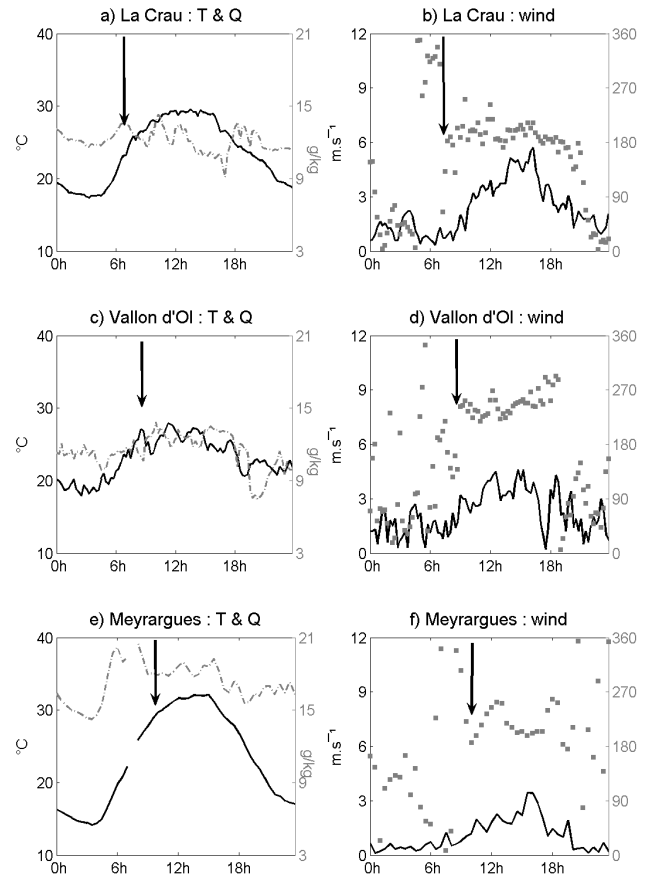 a) La Crau : T & Q
b) La Crau : wind
40
30
20
10
°C
21
15
9
3
g/kg
0h 6h 12h 18h
12
9
6
3
0
m.s⁻¹
360
270
180
90
0
0h 6h 12h 18h
c) Vallon d'Ol : T & Q
d) Vallon d'Ol : wind
40
30
20
10
°C
21
15
9
3
g/kg
0h 6h 12h 18h
12
9
6
3
0
m.s⁻¹
360
270
180
90
0
0h 6h 12h 18h
e) Meyrargues : T & Q
f) Meyrargues : wind
40
30
20
10
°C
21
15
9
3
g/kg
0h 6h 12h 18h
12
9
6
3
0
m.s⁻¹
360
270
180
90
0
0h 6h 12h 18h